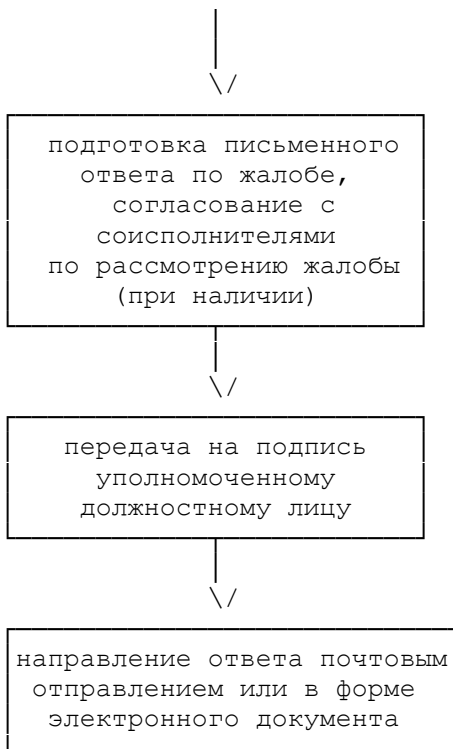 подготовка письменного
ответа по жалобе,
согласование с
соисполнителями
по рассмотрению жалобы
(при наличии)
передача на подпись
уполномоченному
должностному лицу
направление ответа почтовым
отправлением или в форме
электронного документа